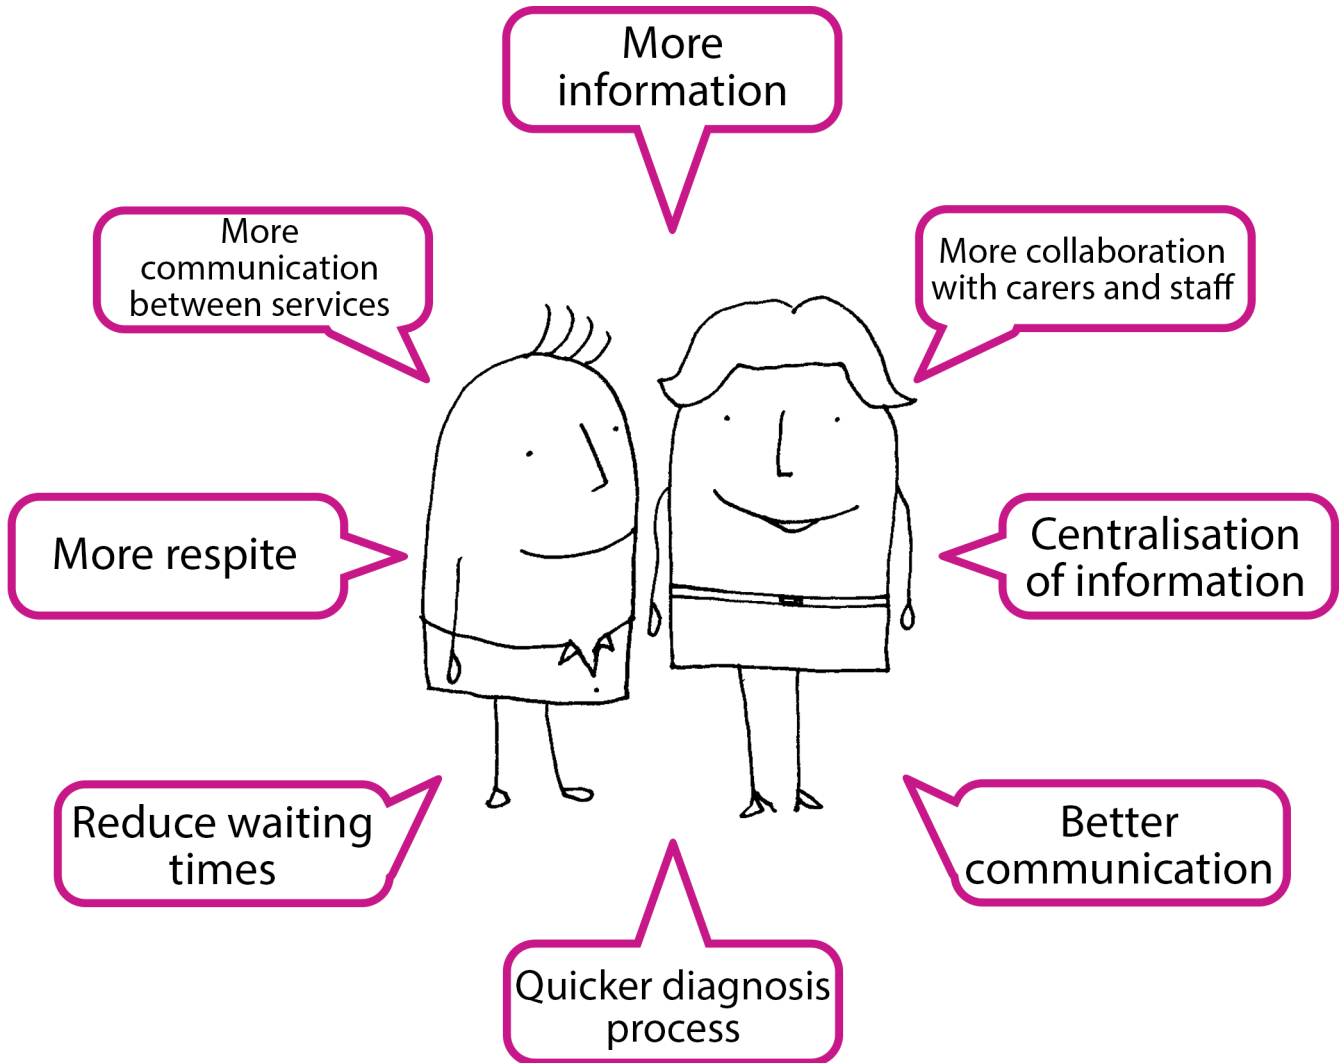 More
information
More
communication
between services
More collaboration
with carers and staff
More respite
Centralisation
of information
Reduce waiting
times
Better
communication
Quicker diagnosis
process